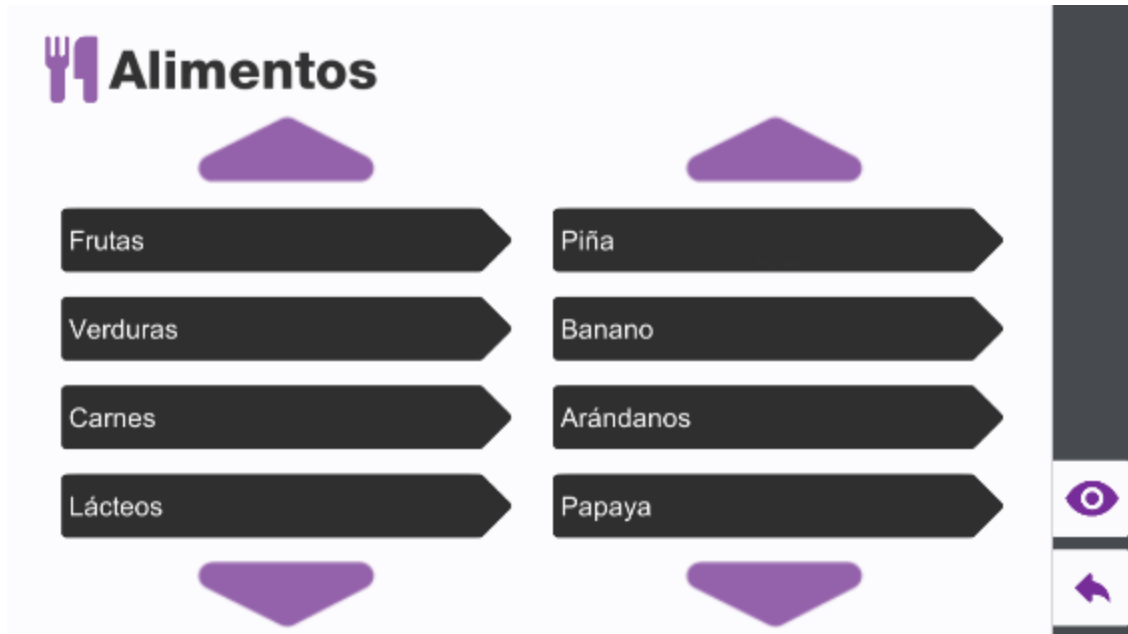 Alimentos
Frutas
Verduras
Carnes
Lácteos
Piña
Banano
Arándanos
Papaya